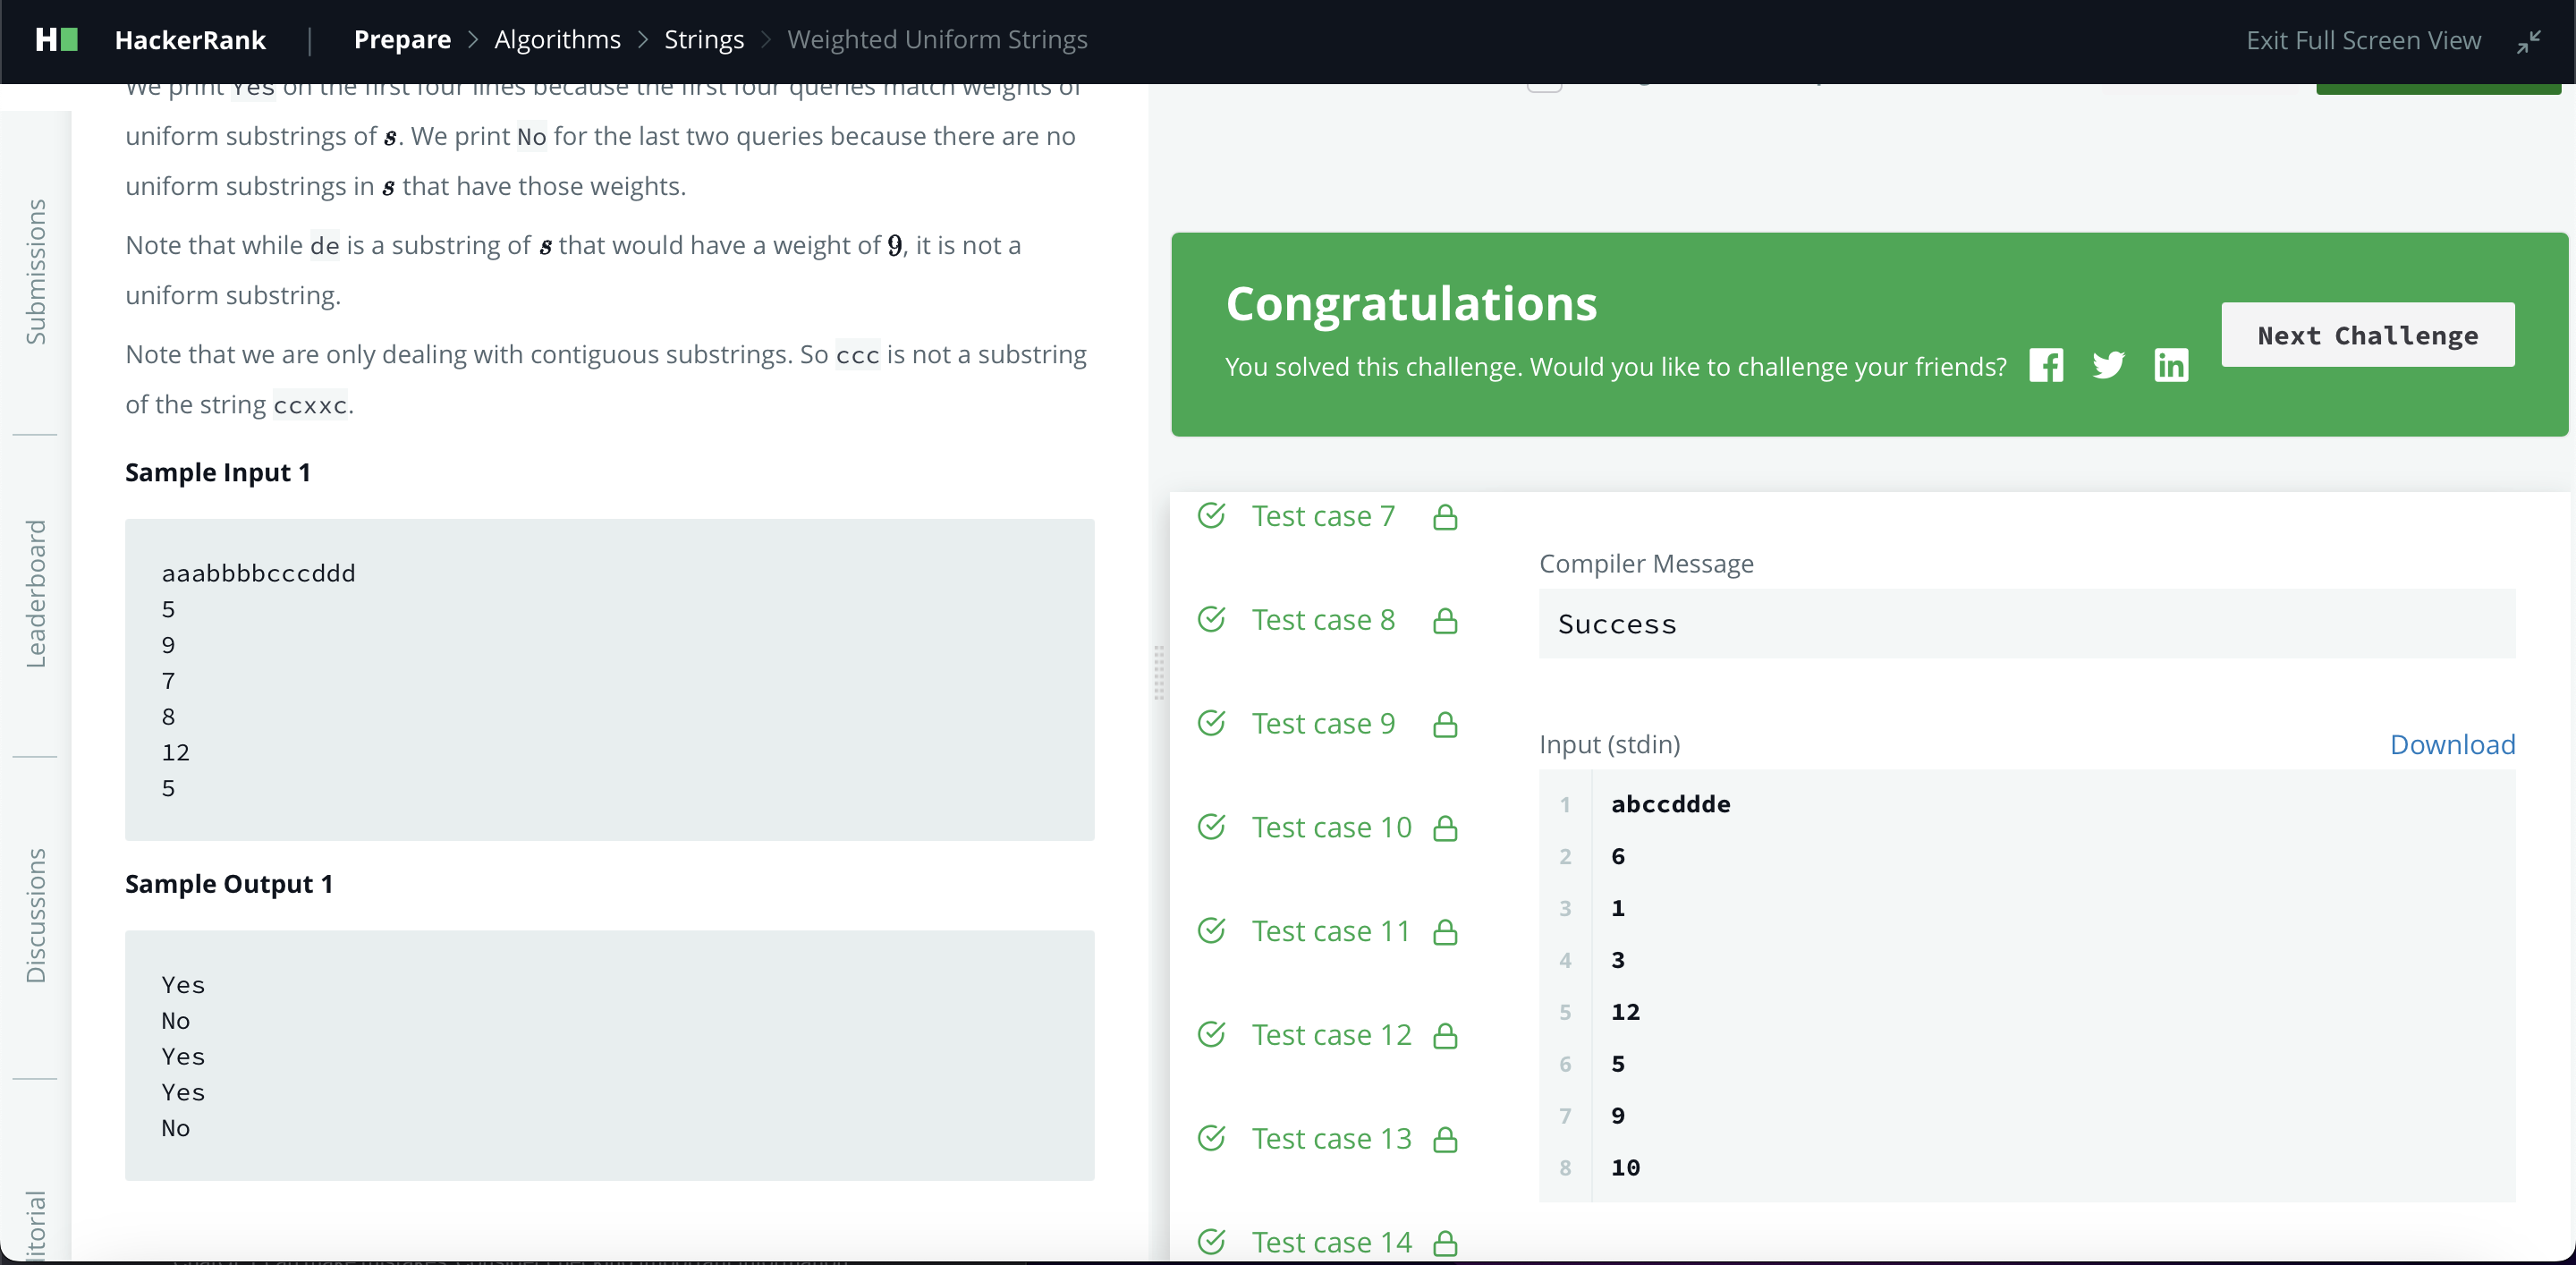 HackerRank | Prepare > Algorithms > Strings > Weighted Uniform Strings
Exit Full Screen View
Submissions
Leaderboard
Discussions
We print Yes on the first four lines because the first four queries match weights of
uniform substrings of s. We print No for the last two queries because there are no
uniform substrings in s that have those weights.
Note that while de is a substring of s that would have a weight of 9, it is not a
uniform substring.
Note that we are only dealing with contiguous substrings. So ccc is not a substring
of the string ccxxc.
Sample Input 1
aaabbbbcccddd
5
9
7
8
12
5
Sample Output 1
Yes
No
Yes
Yes
No
Congratulations
You solved this challenge. Would you like to challenge your friends?
Next Challenge
Test case 7
Test case 8
Test case 9
Test case 10
Test case 11
Test case 12
Test case 13
Test case 14
Compiler Message
Success
Input (stdin)
Download
1 abccddde
2 6
3 1
4 3
5 12
6 5
7 9
8 10